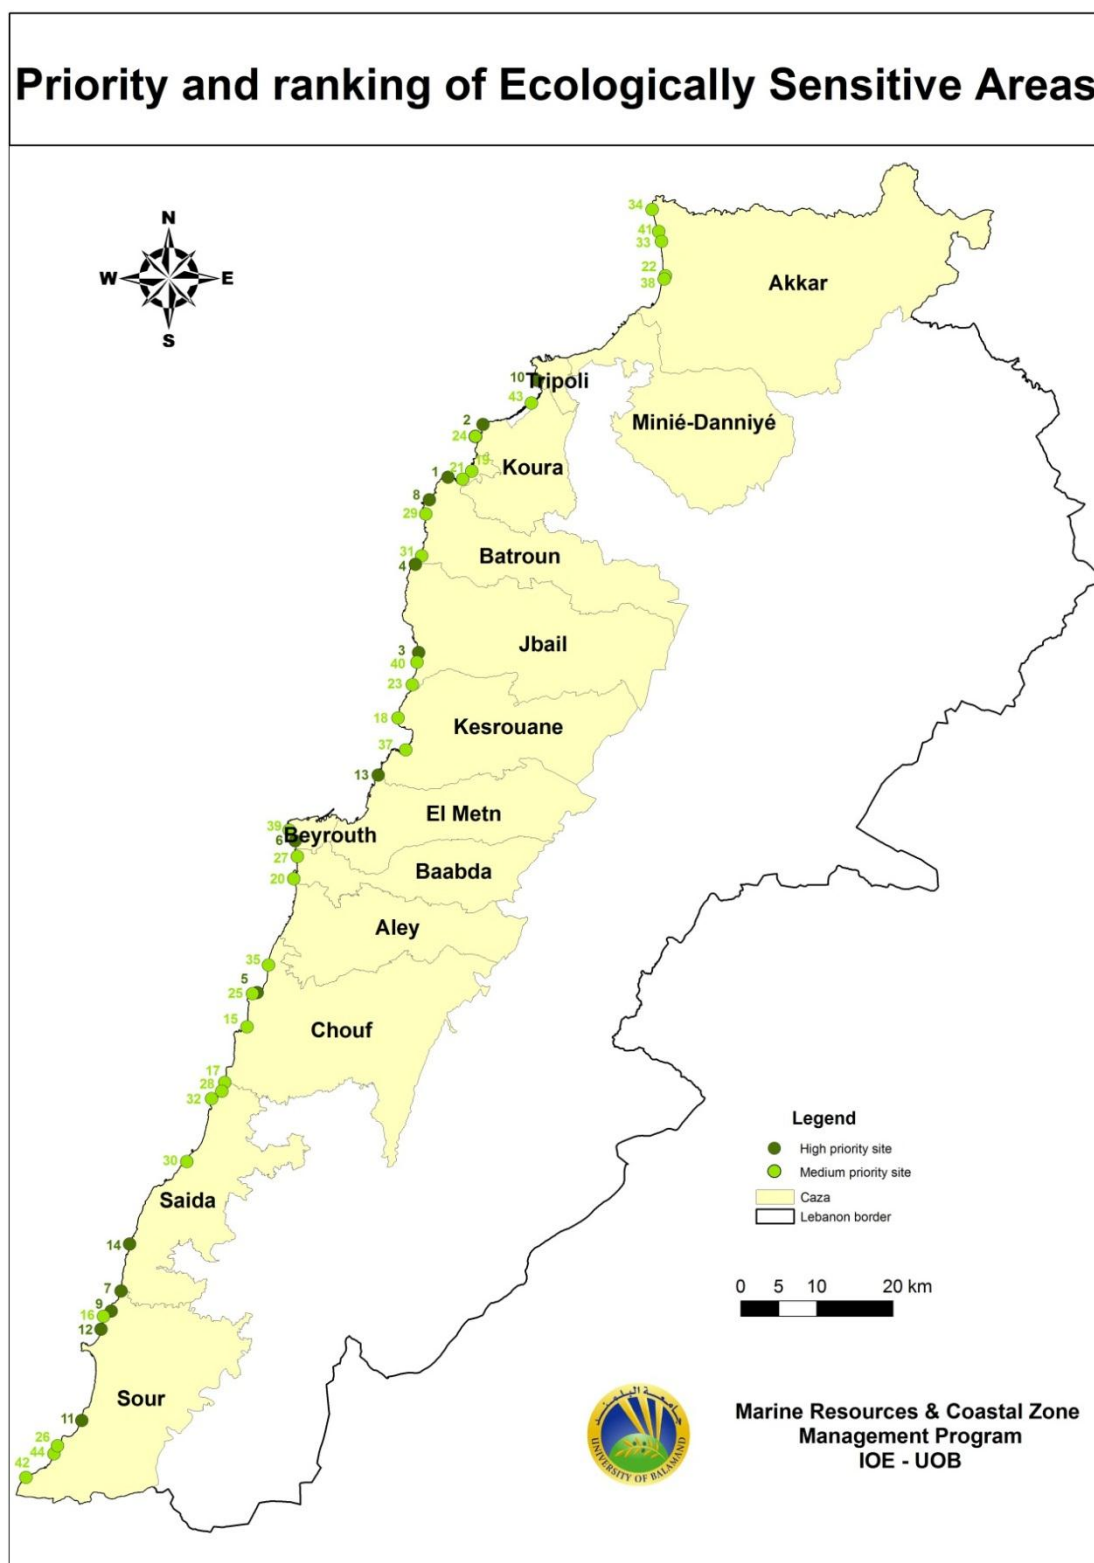 Priority and ranking of Ecologically Sensitive Areas
N
W E
S
34
41
33
22
38
Akkar
10
Tripoli
43
Minié-Danniyé
2
24
19
21
1
Koura
8
29
31
4
Batroun
3
Jbail
40
23
18
Kesrouane
37
13
39
Beyrouth
6
El Metn
27
20
Baabda
Aley
35
5
25
15
Chouf
17
28
32
30
Saida
14
7
9
16
12
Sour
11
26
44
42
Legend
High priority site
Medium priority site
Caza
Lebanon border
0 5 10 20 km
جامعة البلمند
UNIVERSITY OF BALAMAND
Marine Resources & Coastal Zone
Management Program
IOE - UOB